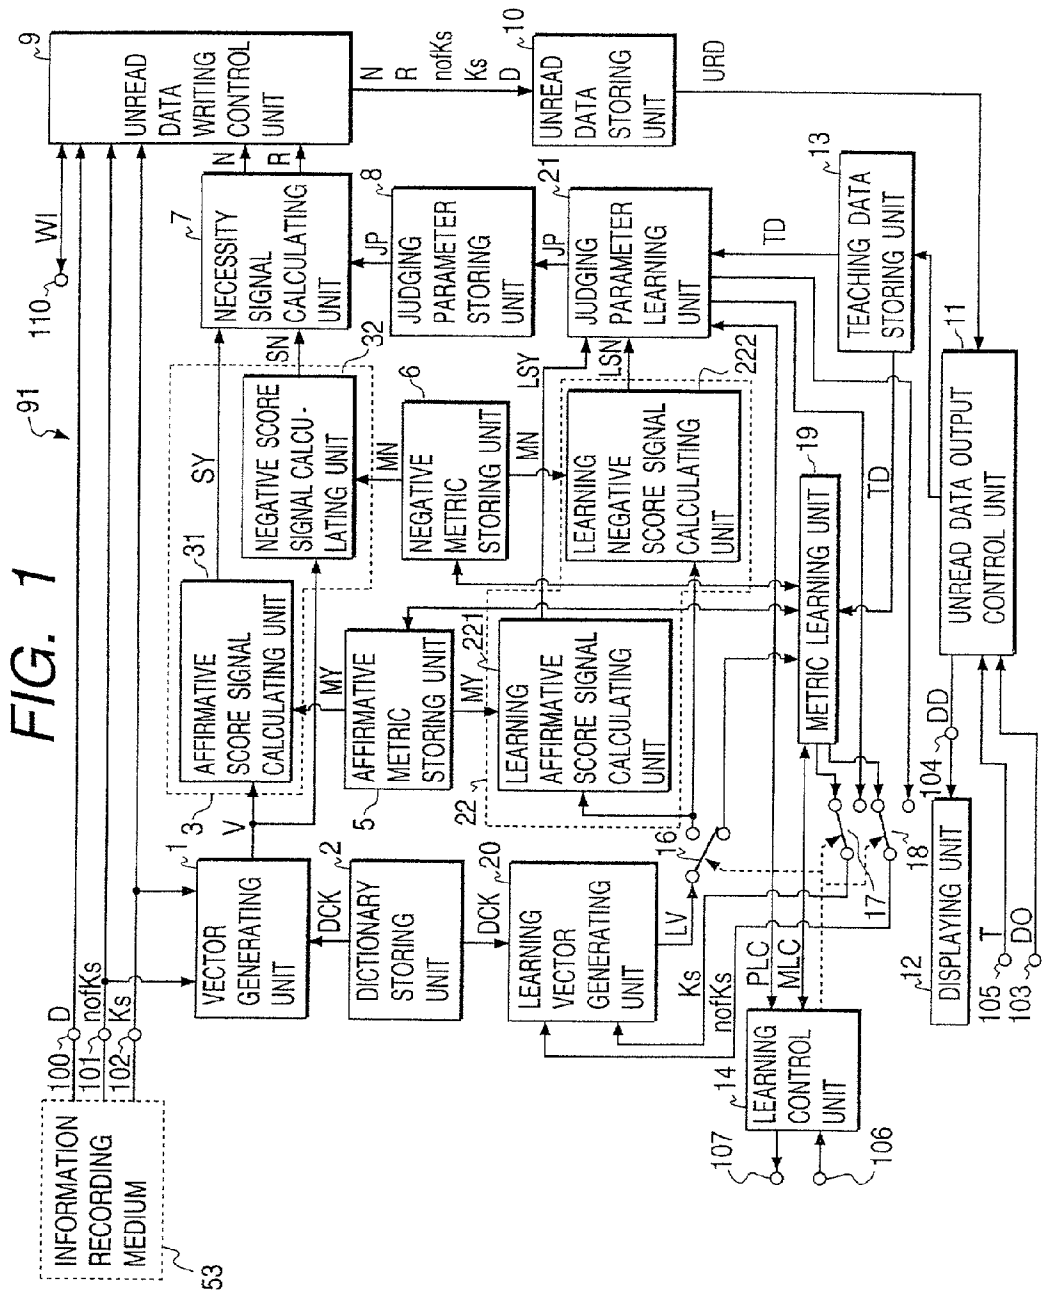 FIG. 1
91
INFORMATION
RECORDING
MEDIUM
53
100
D
101
nofKs
102
Ks
110
WI
9
UNREAD
DATA
WRITING
CONTROL
UNIT
1
VECTOR
GENERATING
UNIT
V
3
31
AFFIRMATIVE
SCORE SIGNAL
CALCULATING UNIT
SY
32
NEGATIVE SCORE
SIGNAL CALCU-
LATING UNIT
SN
7
NECESSITY
SIGNAL
CALCULATING
UNIT
N
R
N
R
nofKs
Ks
D
DCK
2
DICTIONARY
STORING
UNIT
DCK
MY
5
AFFIRMATIVE
METRIC
STORING UNIT
MY
MN
6
NEGATIVE
METRIC
STORING UNIT
MN
JP
8
JUDGING
PARAMETER
STORING
UNIT
JP
10
UNREAD
DATA
STORING
UNIT
URD
20
LEARNING
VECTOR
GENERATING
UNIT
LV
22
221
LEARNING
AFFIRMATIVE
SCORE SIGNAL
CALCULATING
UNIT
LSY
222
LEARNING
NEGATIVE
SCORE SIGNAL
CALCULATING
UNIT
LSN
21
JUDGING
PARAMETER
LEARNING
UNIT
TD
16
Ks
nofKs
PLC
MLC
14
LEARNING
CONTROL
UNIT
107
106
17
18
19
METRIC LEARNING UNIT
TD
13
TEACHING DATA
STORING UNIT
12
DISPLAYING UNIT
104
DD
11
UNREAD DATA OUTPUT
CONTROL UNIT
105
T
103
DO